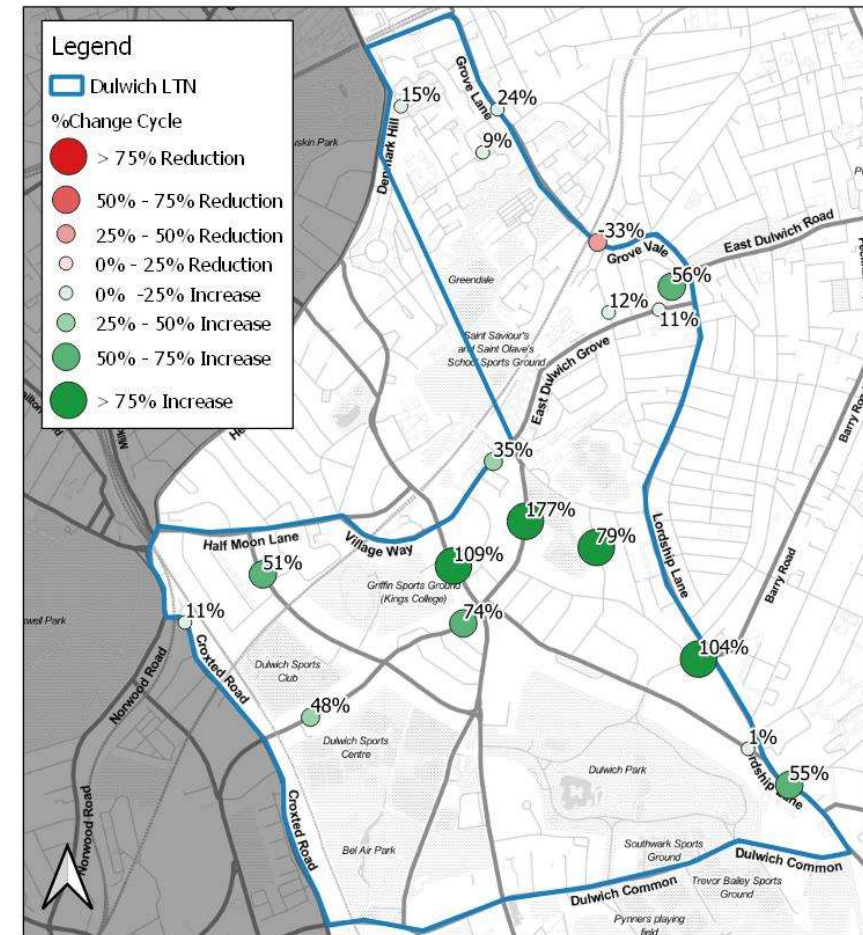 Legend
Dulwich LTN
%Change Cycle
> 75% Reduction
50% - 75% Reduction
25% - 50% Reduction
0% - 25% Reduction
0% -25% Increase
25% - 50% Increase
50% - 75% Increase
> 75% Increase
15%
24%
Grove Lane
9%
Denmark Hill
-33%
Grove Vale
East Dulwich Road
56%
Greendale
12%
11%
Saint Saviour's
and Saint Olave's
School Sports Ground
East Dulwich Grove
Barry Road
35%
177%
79%
Lordship Lane
Half Moon Lane
Village Way
109%
51%
Griffin Sports Ground
(Kings College)
Barry Road
11%
74%
104%
Croxted Road
Norwood Road
Dulwich Sports
Club
48%
1%
Dulwich Sports
Centre
Dulwich Park
55%
Norwood Road
Croxted Road
Bel Air Park
Southwark Sports
Ground
Dulwich Common
Dulwich Common
Trevor Bailey Sports
Ground
Pynners playing
field